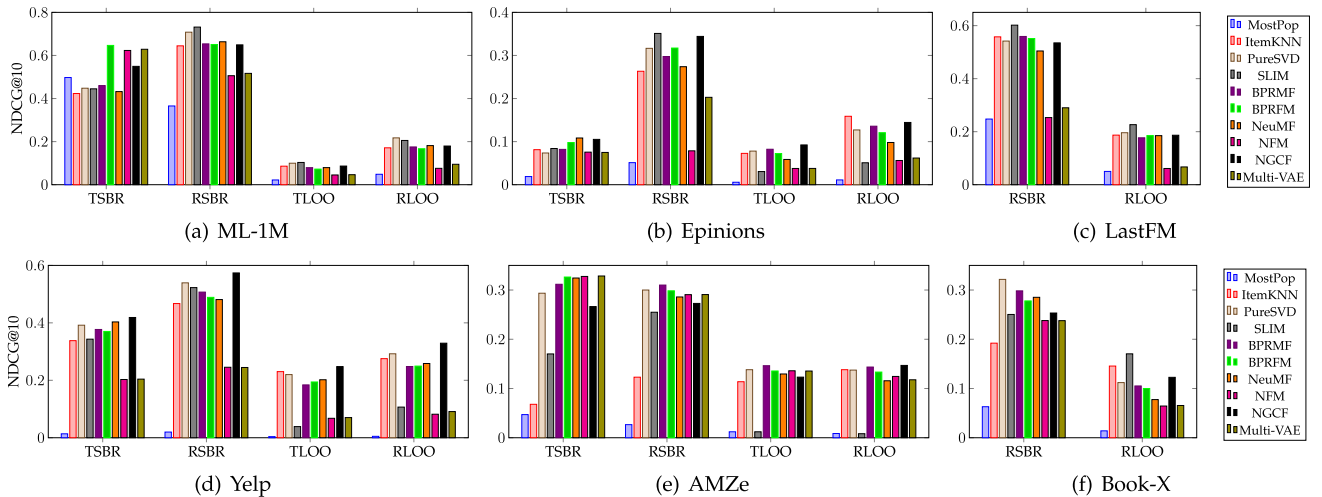 NDCG@10
0.8
0.6
0.4
0.2
0
TSBR RSBR TLOO RLOO
(a) ML-1M
0.4
0.3
0.2
0.1
0
TSBR RSBR TLOO RLOO
(b) Epinions
0.6
0.4
0.2
0
RSBR RLOO
(c) LastFM
MostPop
ItemKNN
PureSVD
SLIM
BPRMF
BPRFM
NeuMF
NFM
NGCF
Multi-VAE
NDCG@10
0.6
0.4
0.2
0
TSBR RSBR TLOO RLOO
(d) Yelp
0.3
0.2
0.1
0
TSBR RSBR TLOO RLOO
(e) AMZe
0.3
0.2
0.1
0
RSBR RLOO
(f) Book-X
MostPop
ItemKNN
PureSVD
SLIM
BPRMF
BPRFM
NeuMF
NFM
NGCF
Multi-VAE